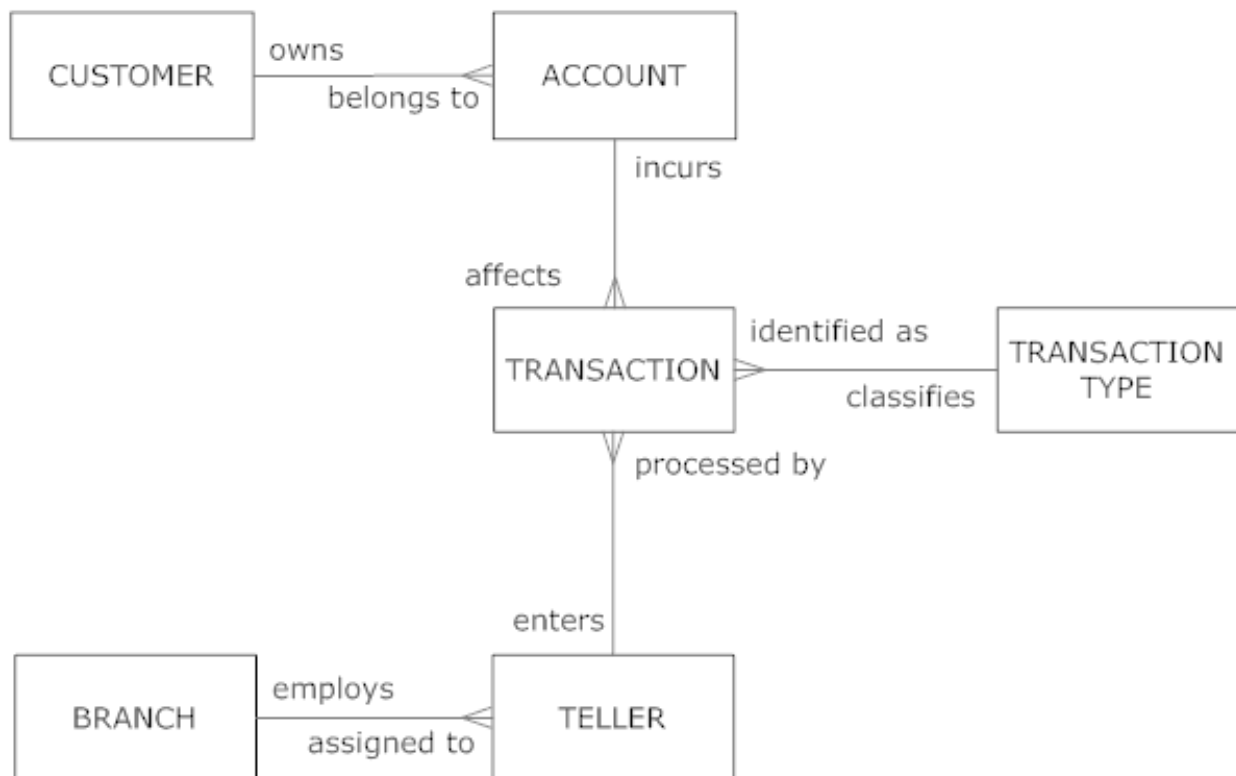 owns
CUSTOMER
ACCOUNT
belongs to
incurs
affects
identified as
TRANSACTION
TRANSACTION
TYPE
classifies
processed by
enters
employs
BRANCH
TELLER
assigned to